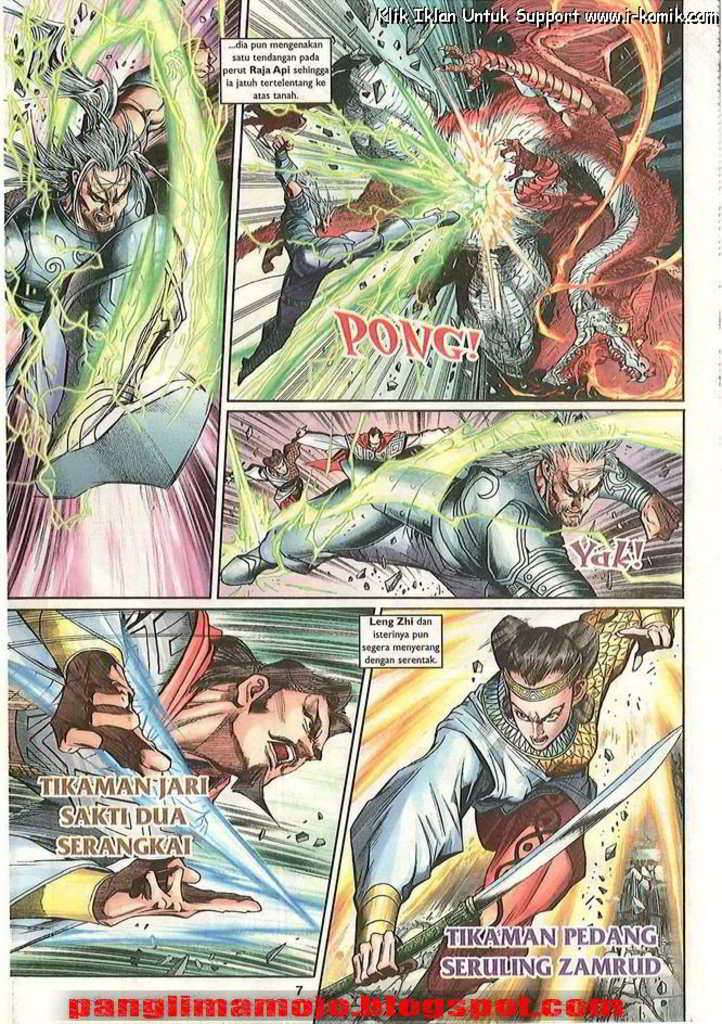 Klik Iklan Untuk Support www.ir-komik.com
...dia pun mengenakan
satu tendangan pada
perut Raja Api sehingga
ia jatuh tertelentang ke
atas tanah.
PONG!
Yak!
Leng Zhi dan
isterinya pun
segera menyerang
dengan serentak.
TIKAMAN JARI
SAKTI DUA
SERANGKAI
TIKAMAN PEDANG
SERULING ZAMRUD
7
panglimamojo.blogspot.com